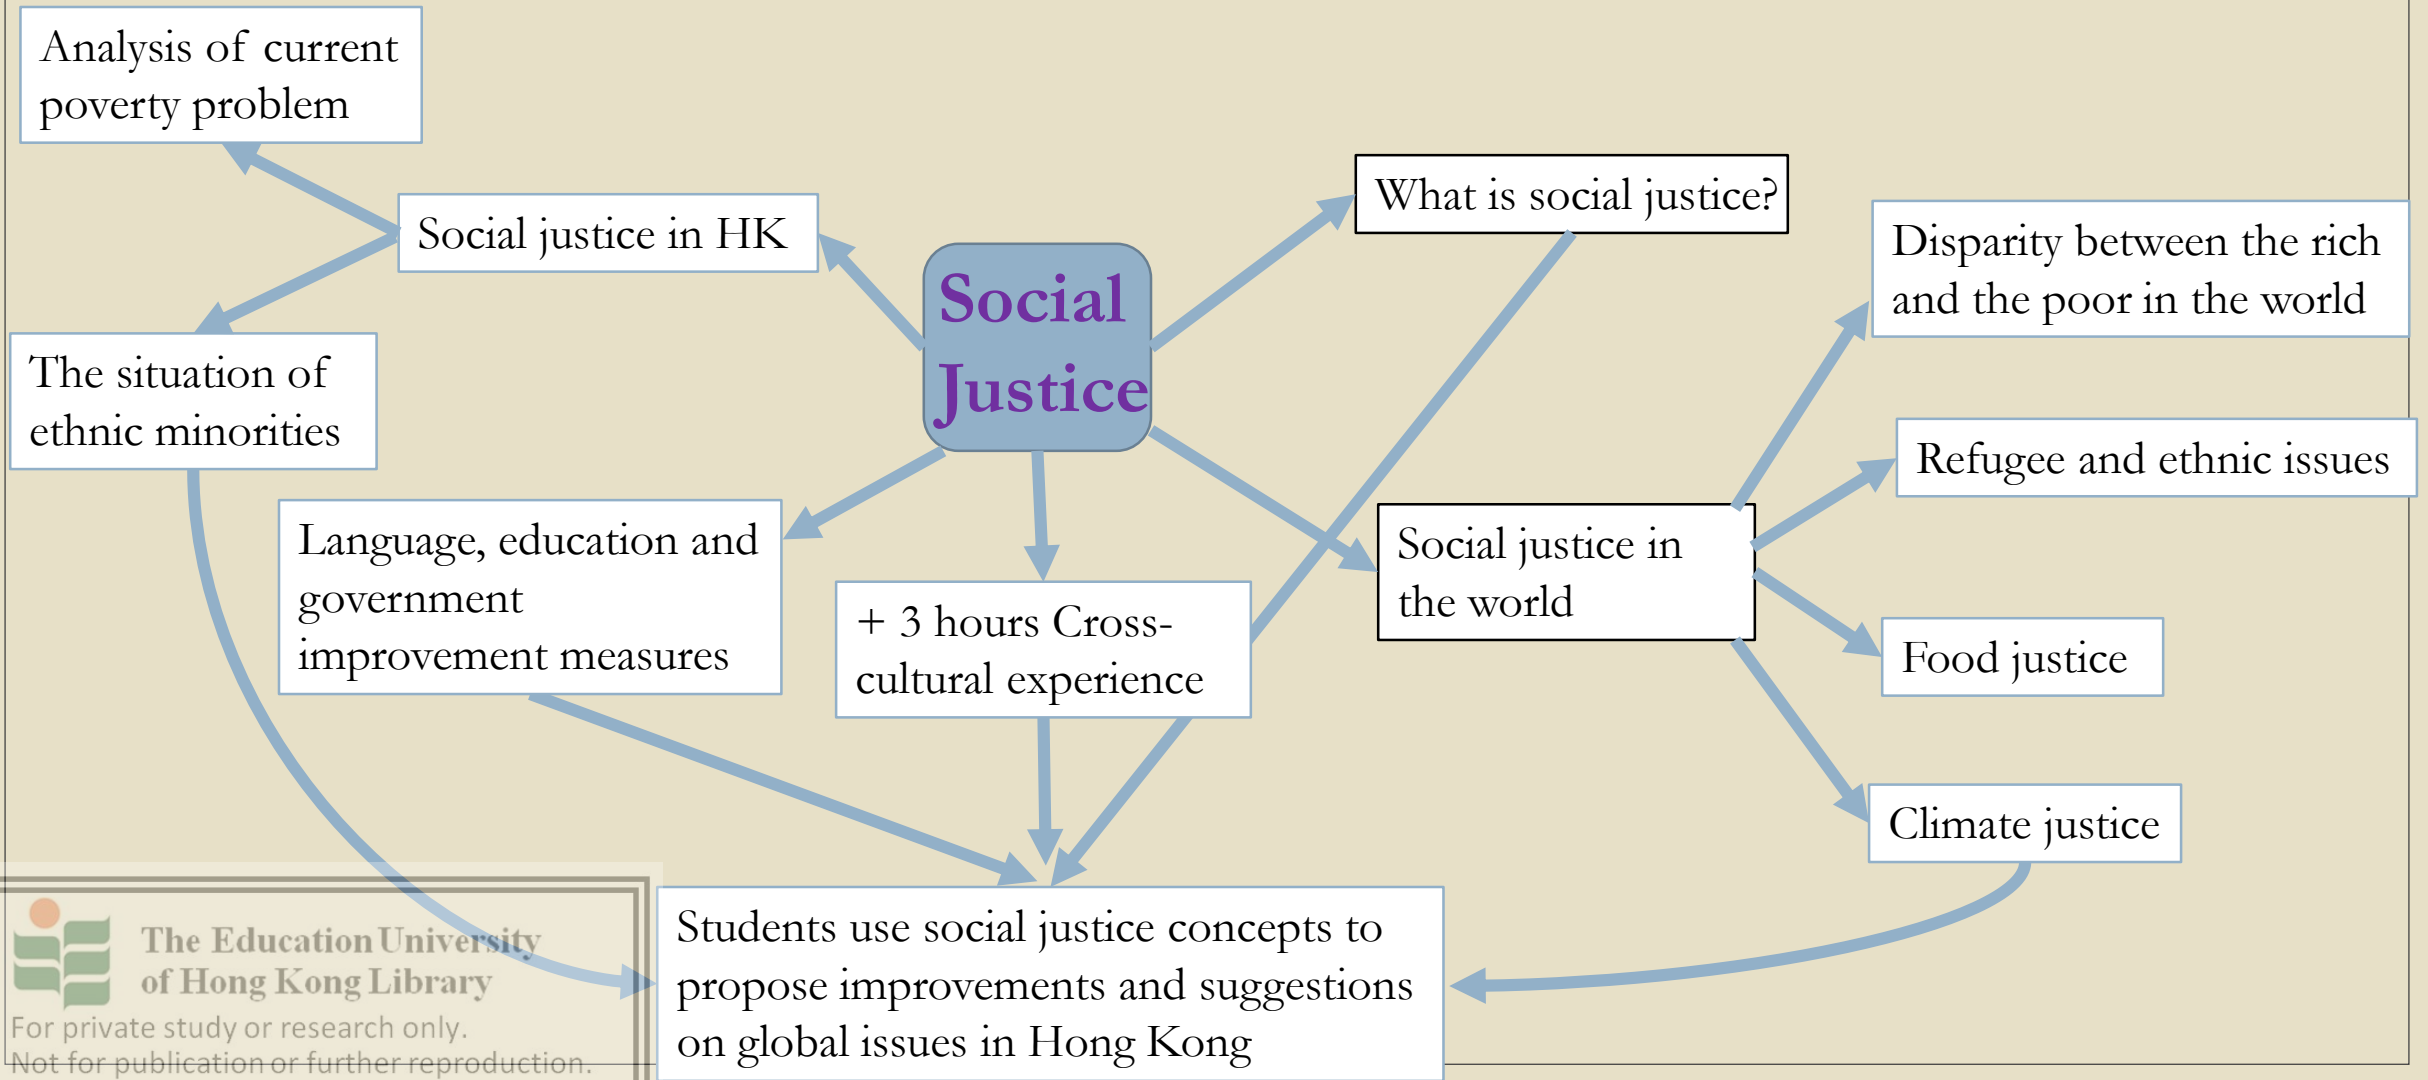 Analysis of current
poverty problem
Social justice in HK
The situation of
ethnic minorities
Social
Justice
What is social justice?
Disparity between the rich
and the poor in the world
Refugee and ethnic issues
Language, education and
government
improvement measures
+ 3 hours Cross-
cultural experience
Social justice in
the world
Food justice
Climate justice
Students use social justice concepts to
propose improvements and suggestions
on global issues in Hong Kong
The Education University
of Hong Kong Library
For private study or research only.
Not for publication or further reproduction.